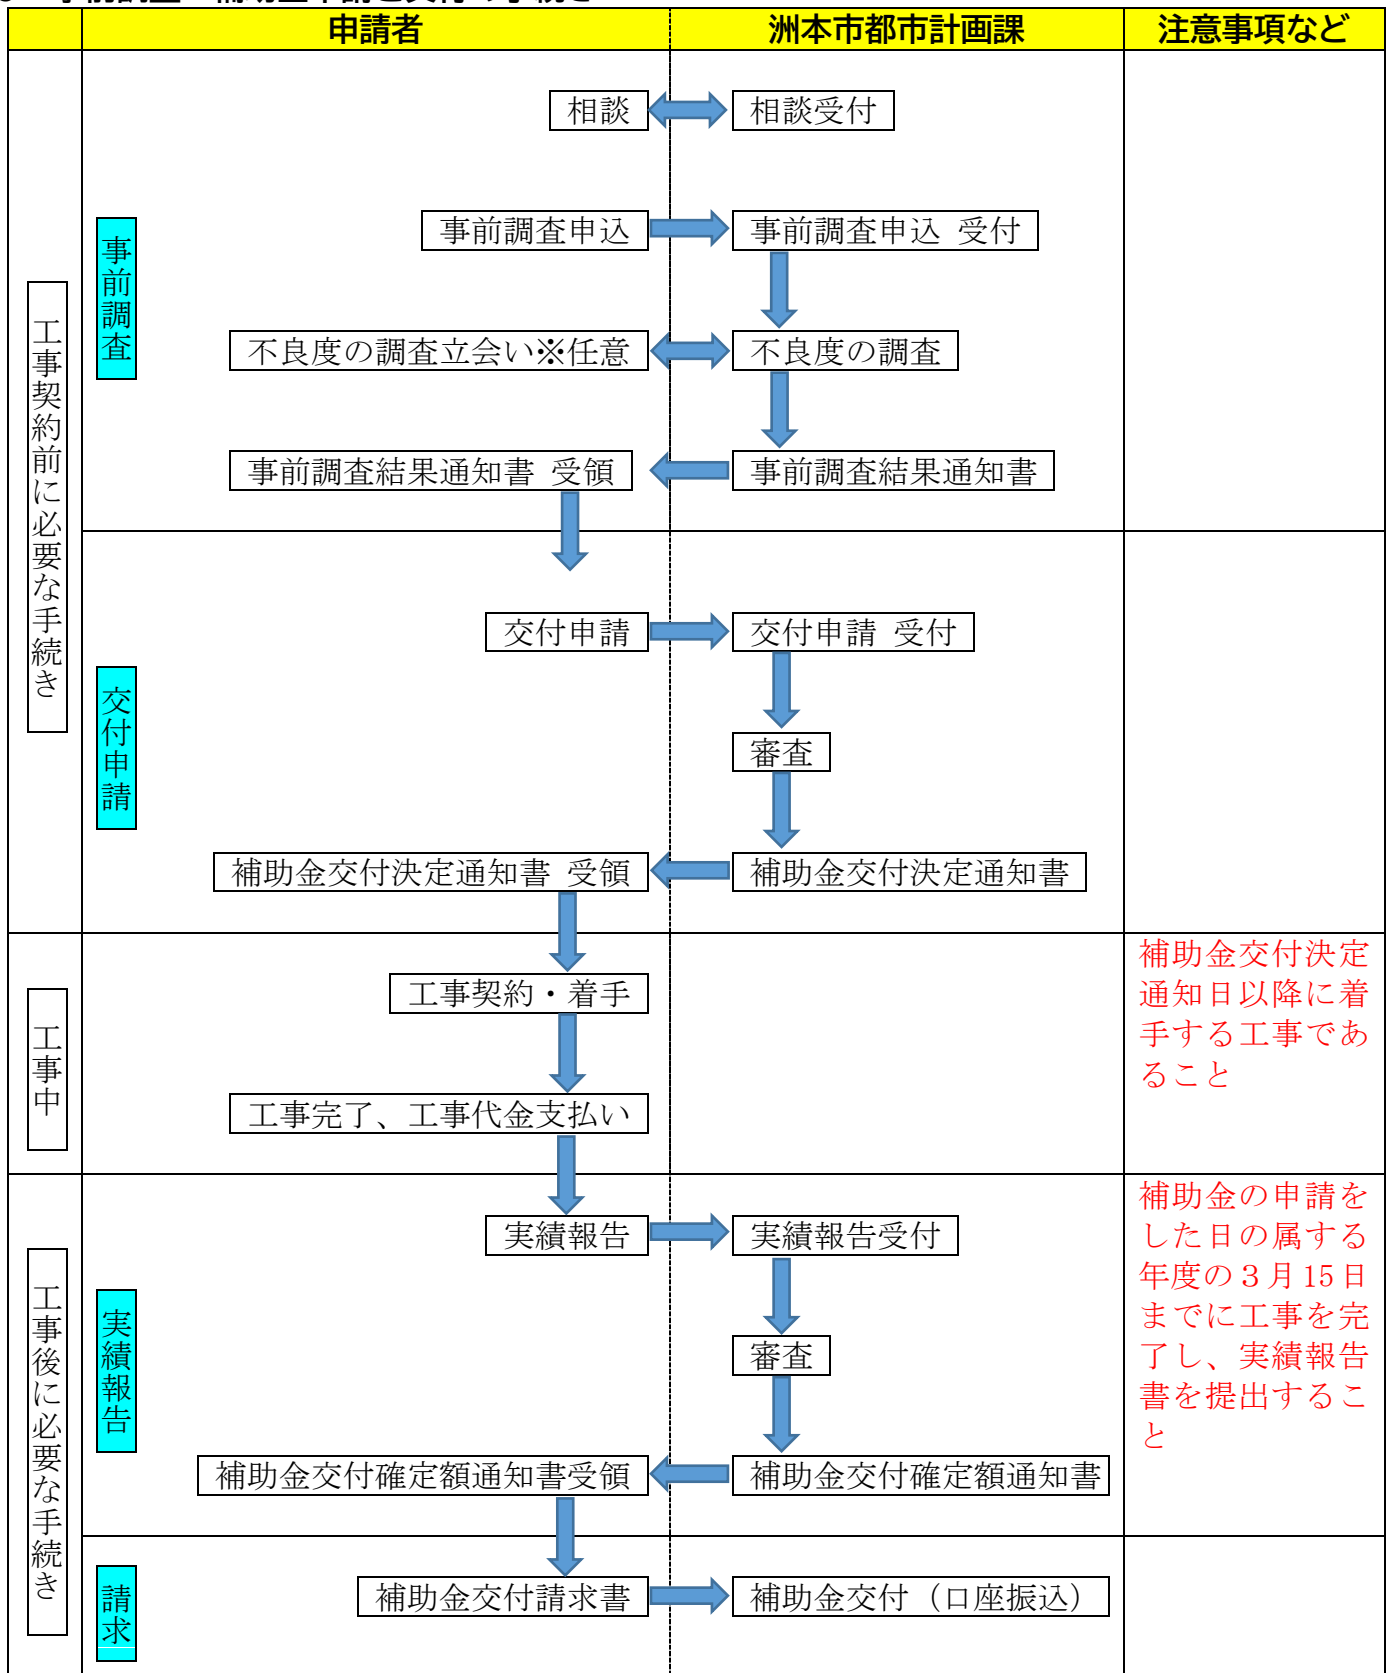 申請者 洲本市都市計画課 注意事項など
工事契約前に必要な手続き
事前調査
相談 相談受付
事前調査申込 事前調査申込 受付
不良度の調査立会い※任意 不良度の調査
事前調査結果通知書 受領 事前調査結果通知書
交付申請
交付申請 交付申請 受付
審査
補助金交付決定通知書 受領 補助金交付決定通知書
工事中
工事契約・着手
工事完了、工事代金支払い
補助金交付決定
通知日以降に着
手する工事であ
ること
工事後に必要な手続き
実績報告
実績報告 実績報告受付
審査
補助金交付確定額通知書受領 補助金交付確定額通知書
補助金の申請を
した日の属する
年度の3月15日
までに工事を完
了し、実績報告
書を提出するこ
と
請求
補助金交付請求書 補助金交付(口座振込)